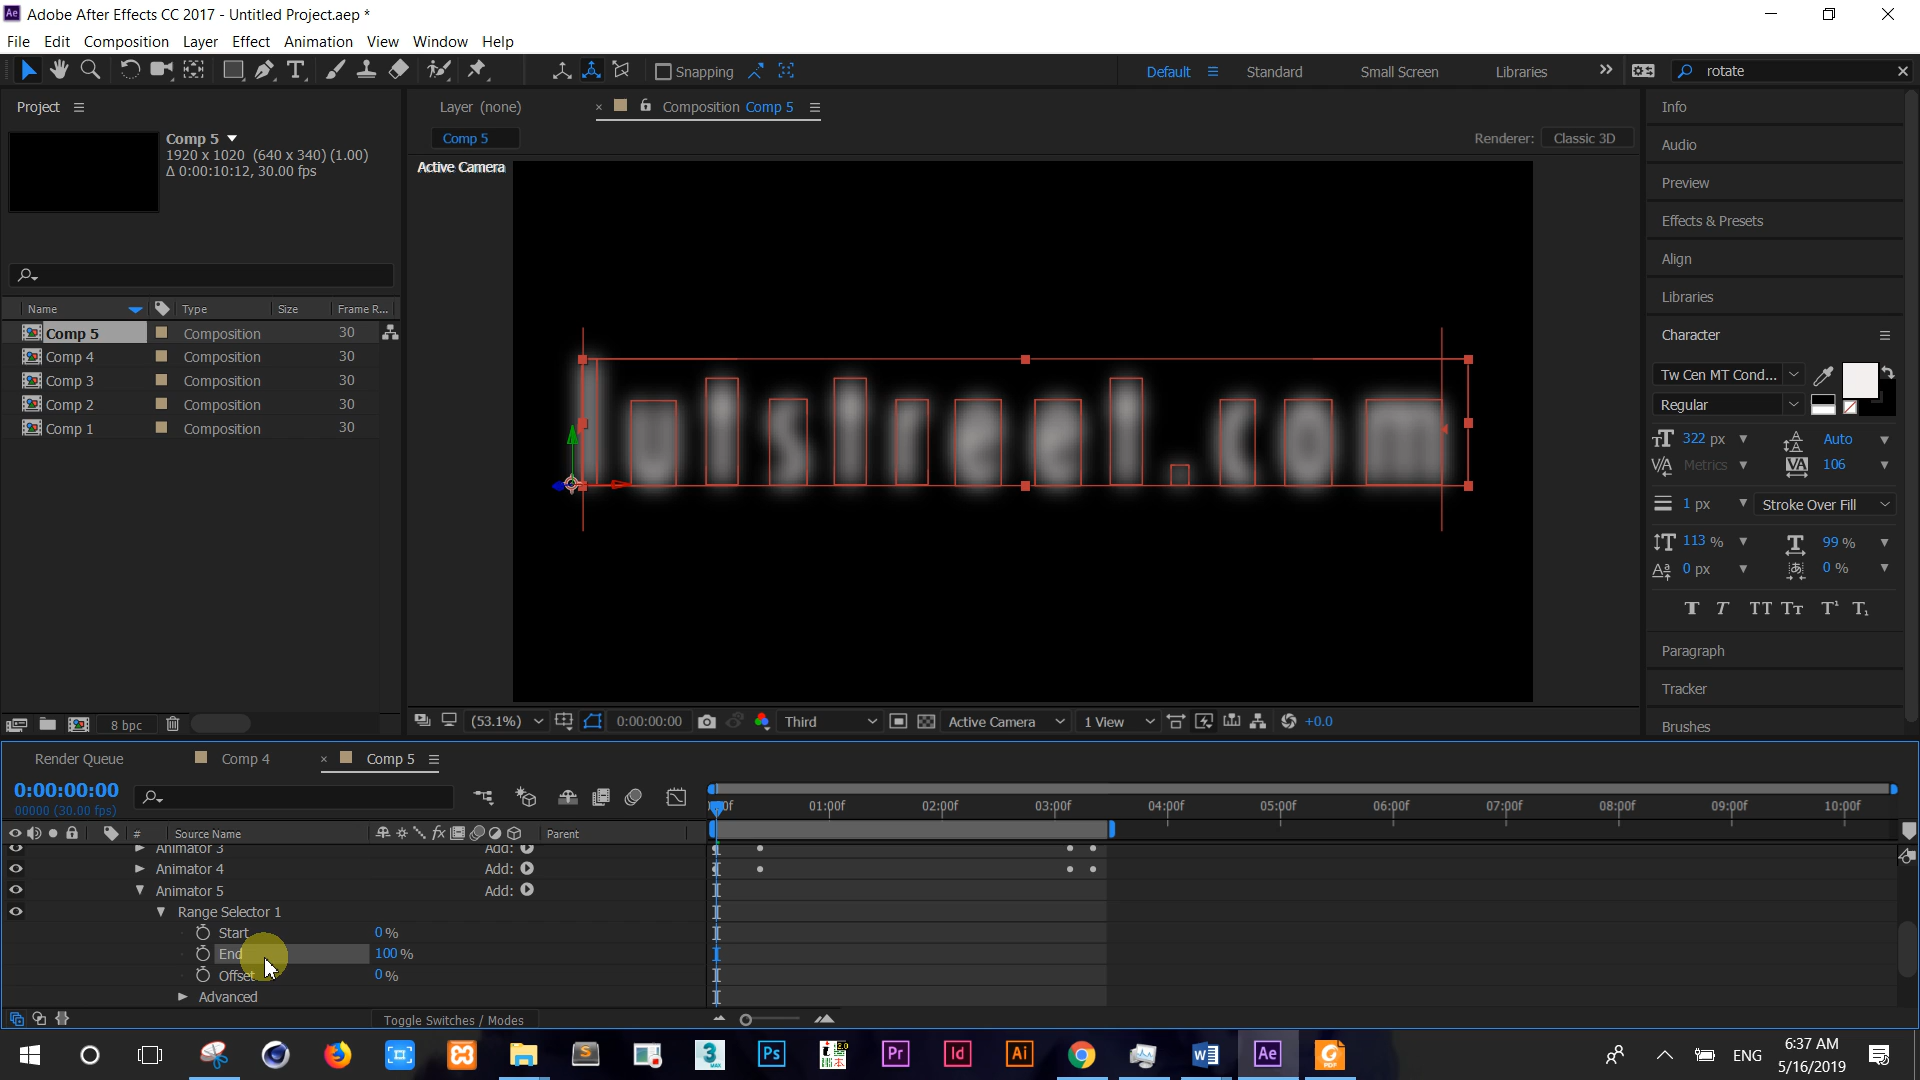 Adobe After Effects CC 2017 - Untitled Project.aep *
File Edit Composition Layer Effect Animation View Window Help
Snapping
Default
Standard
Small Screen
Libraries
rotate
Project
Layer (none)
Composition Comp 5
Comp 5
Renderer: Classic 3D
Active Camera
Comp 5
1920 x 1020 (640 x 340) (1.00)
Δ 0:00:10:12, 30.00 fps
Name Type Size Frame R...
Comp 5 Composition 30
Comp 4 Composition 30
Comp 3 Composition 30
Comp 2 Composition 30
Comp 1 Composition 30
8 bpc
(53.1%) 0:00:00:00 Third Active Camera 1 View +0.0
Info
Audio
Preview
Effects & Presets
Align
Libraries
Character
Tw Cen MT Cond...
Regular
322 px Auto
Metrics 106
1 px Stroke Over Fill
113 % 99 %
0 px 0 %
Paragraph
Tracker
Brushes
Render Queue
Comp 4
Comp 5
0:00:00:00
00000 (30.00 fps)
01:00f 02:00f 03:00f 04:00f 05:00f 06:00f 07:00f 08:00f 09:00f 10:00f
# Source Name Parent
Animator 3 Add:
Animator 4 Add:
Animator 5 Add:
Range Selector 1
Start 0 %
End 100 %
Offset 0 %
Advanced
Toggle Switches / Modes
ENG
6:37 AM
5/16/2019